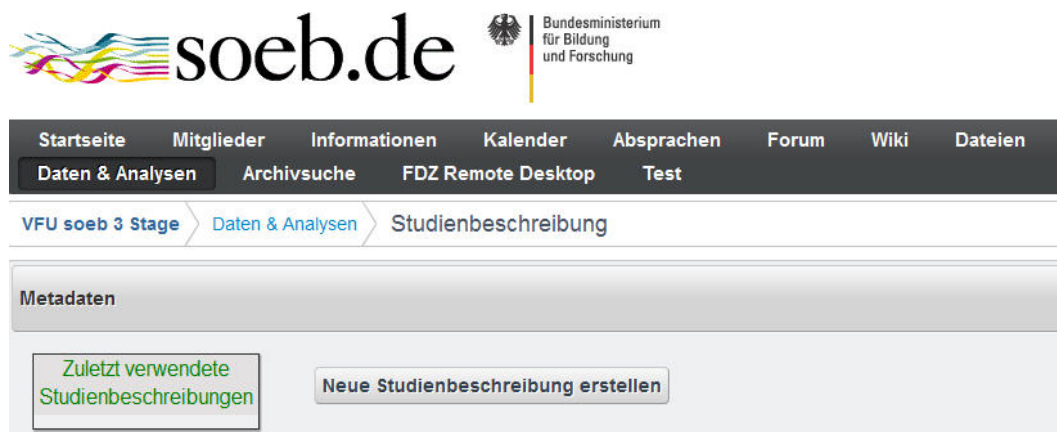 soeb.de
Bundesministerium
für Bildung
und Forschung
Startseite Mitglieder Informationen Kalender Absprachen Forum Wiki Dateien
Daten & Analysen Archivsuche FDZ Remote Desktop Test
VFU soeb 3 Stage Daten & Analysen Studienbeschreibung
Metadaten
Zuletzt verwendete
Studienbeschreibungen
Neue Studienbeschreibung erstellen